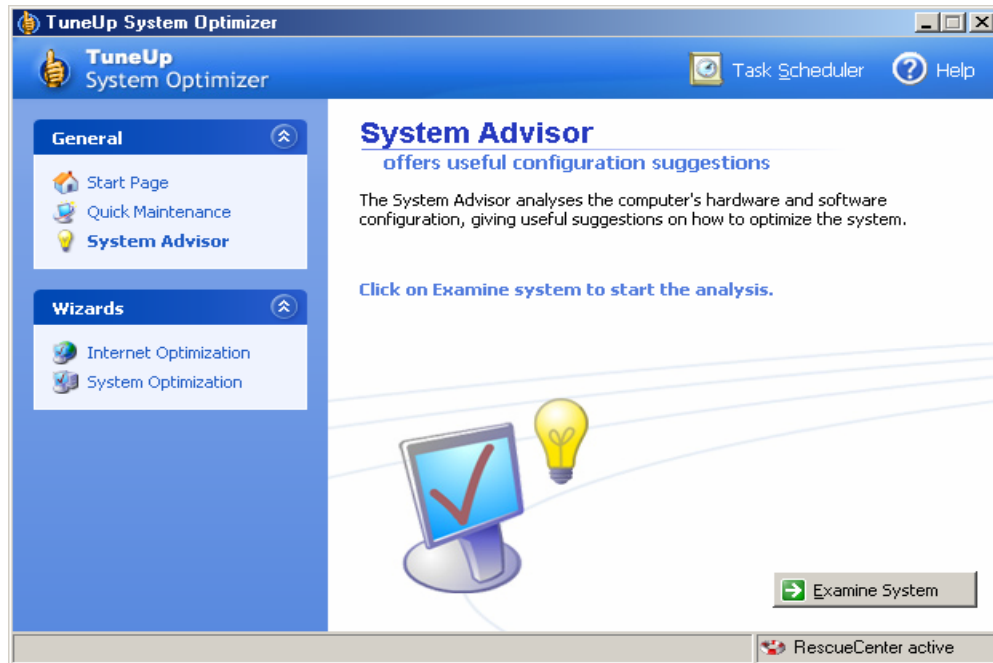 TuneUp System Optimizer
TuneUp
System Optimizer
Task Scheduler
Help
General
Start Page
Quick Maintenance
System Advisor
Wizards
Internet Optimization
System Optimization
System Advisor
offers useful configuration suggestions
The System Advisor analyses the computer's hardware and software
configuration, giving useful suggestions on how to optimize the system.
Click on Examine system to start the analysis.
Examine System
RescueCenter active